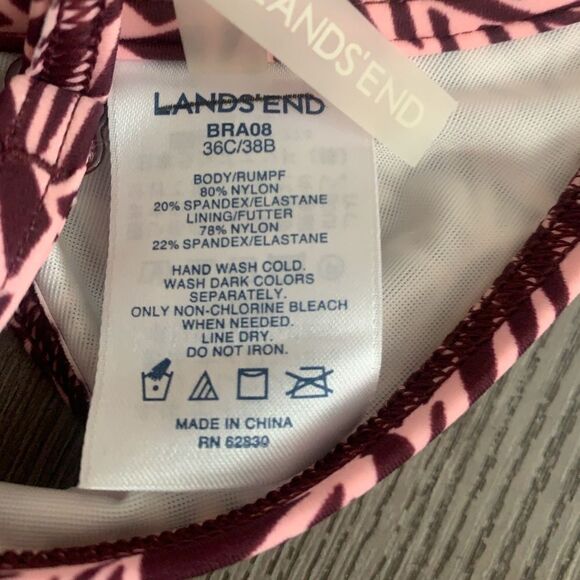 LANDS'END
LANDS'END
BRA08
36C/38B
BODY/RUMPF
80% NYLON
20% SPANDEX/ELASTANE
LINING/FUTTER
78% NYLON
22% SPANDEX/ELASTANE
HAND WASH COLD.
WASH DARK COLORS
SEPARATELY.
ONLY NON-CHLORINE BLEACH
WHEN NEEDED.
LINE DRY.
DO NOT IRON.
MADE IN CHINA
RN 62830